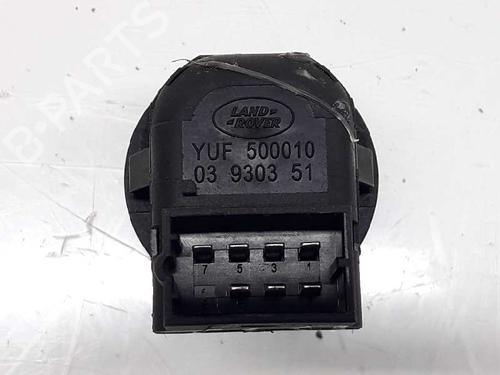 B-PARTS
LAND
ROVER
YUF 500010
03 9303 51
7 5 3 1